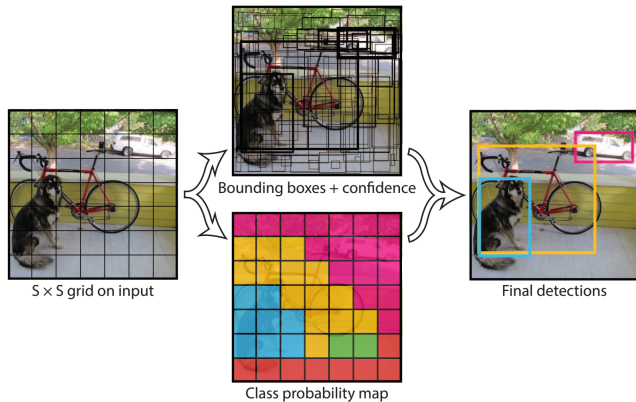 Bounding boxes + confidence
S × S grid on input
Final detections
Class probability map